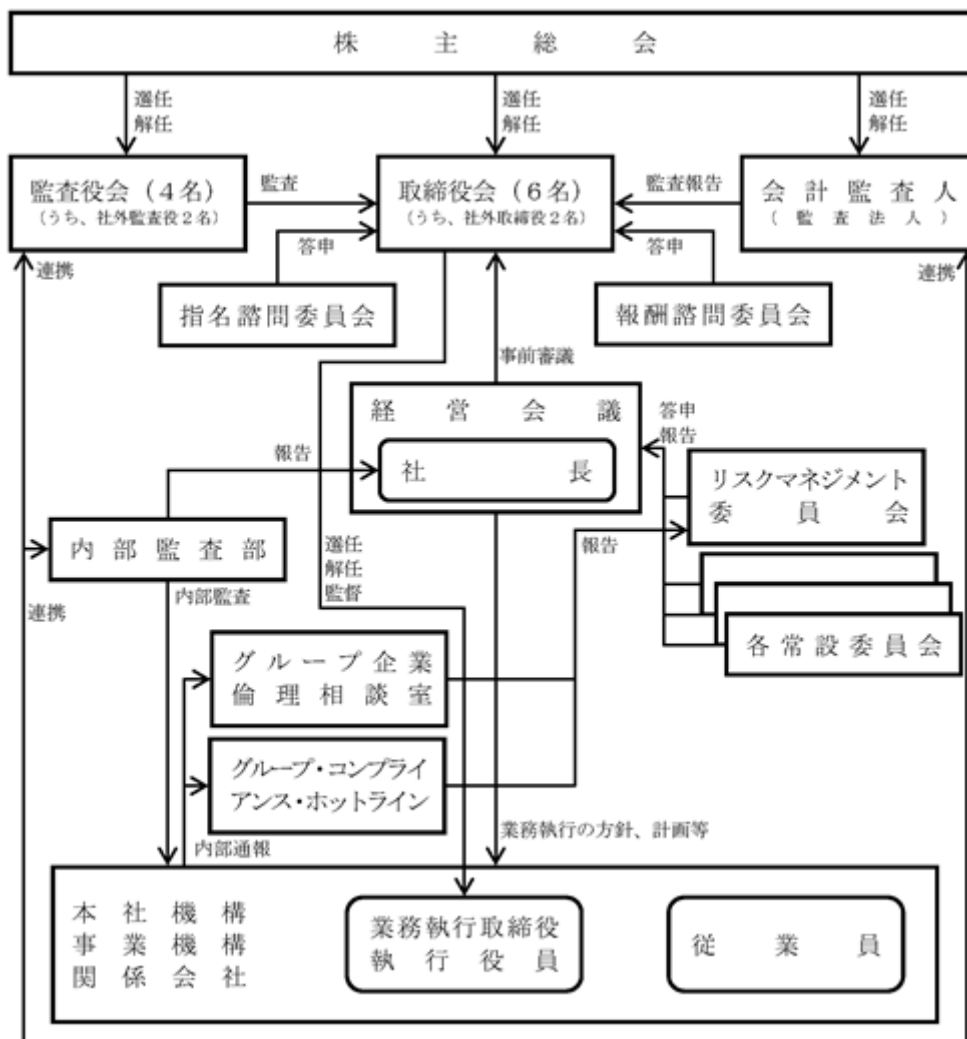 株主総会
選任
解任
選任
解任
選任
解任
監査役会(4名)
(うち、社外監査役2名)
監査
取締役会(6名)
(うち、社外取締役2名)
監査報告
会計監査人
(監査法人)
連携
答申
答申
連携
指名諮問委員会
報酬諮問委員会
事前審議
経営会議
答申
報告
報告
社長
リスクマネジメント
委員会
内部監査部
選任
解任
監督
報告
内部監査
連携
各常設委員会
グループ企業
倫理相談室
グループ・コンプライ
アンス・ホットライン
業務執行の方針、計画等
内部通報
本社機構
事業機構
関係会社
業務執行取締役
執行役員
従業員